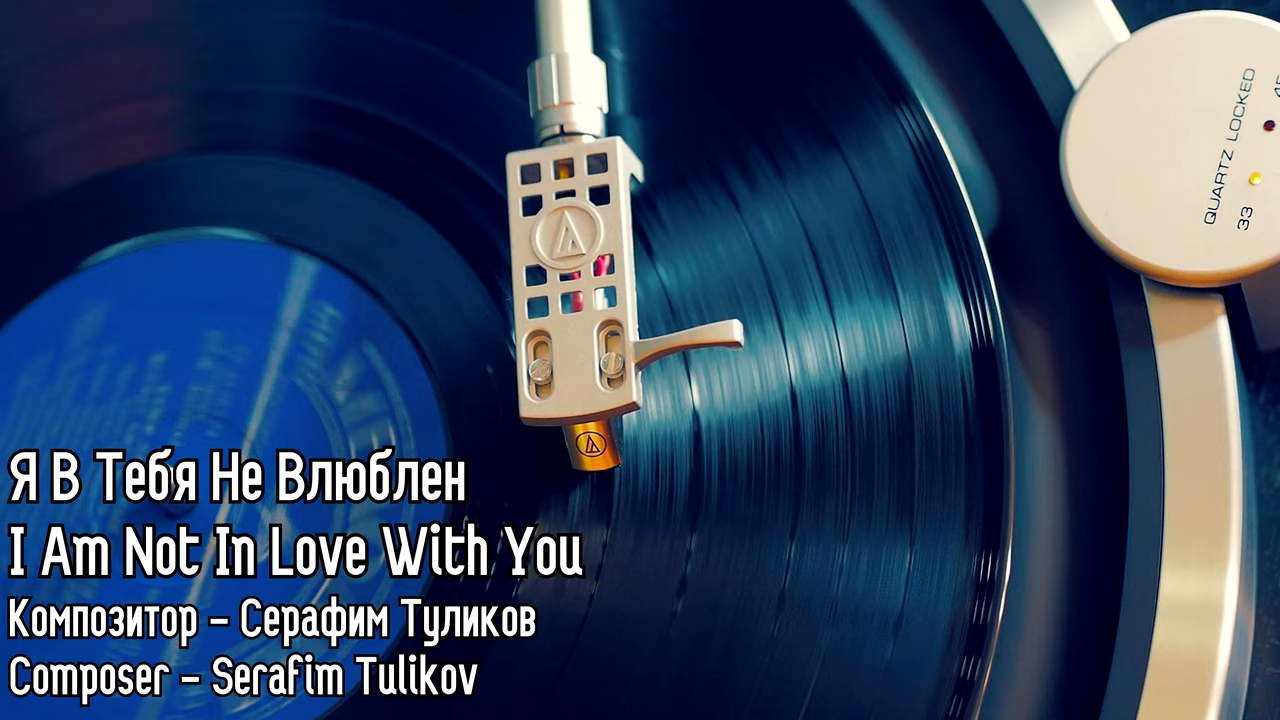 QUARTZ LOCKED
33
Я В Тебя Не Влюблен
I Am Not In Love With You
Композитор – Серафим Туликов
Composer – Serafim Tulikov